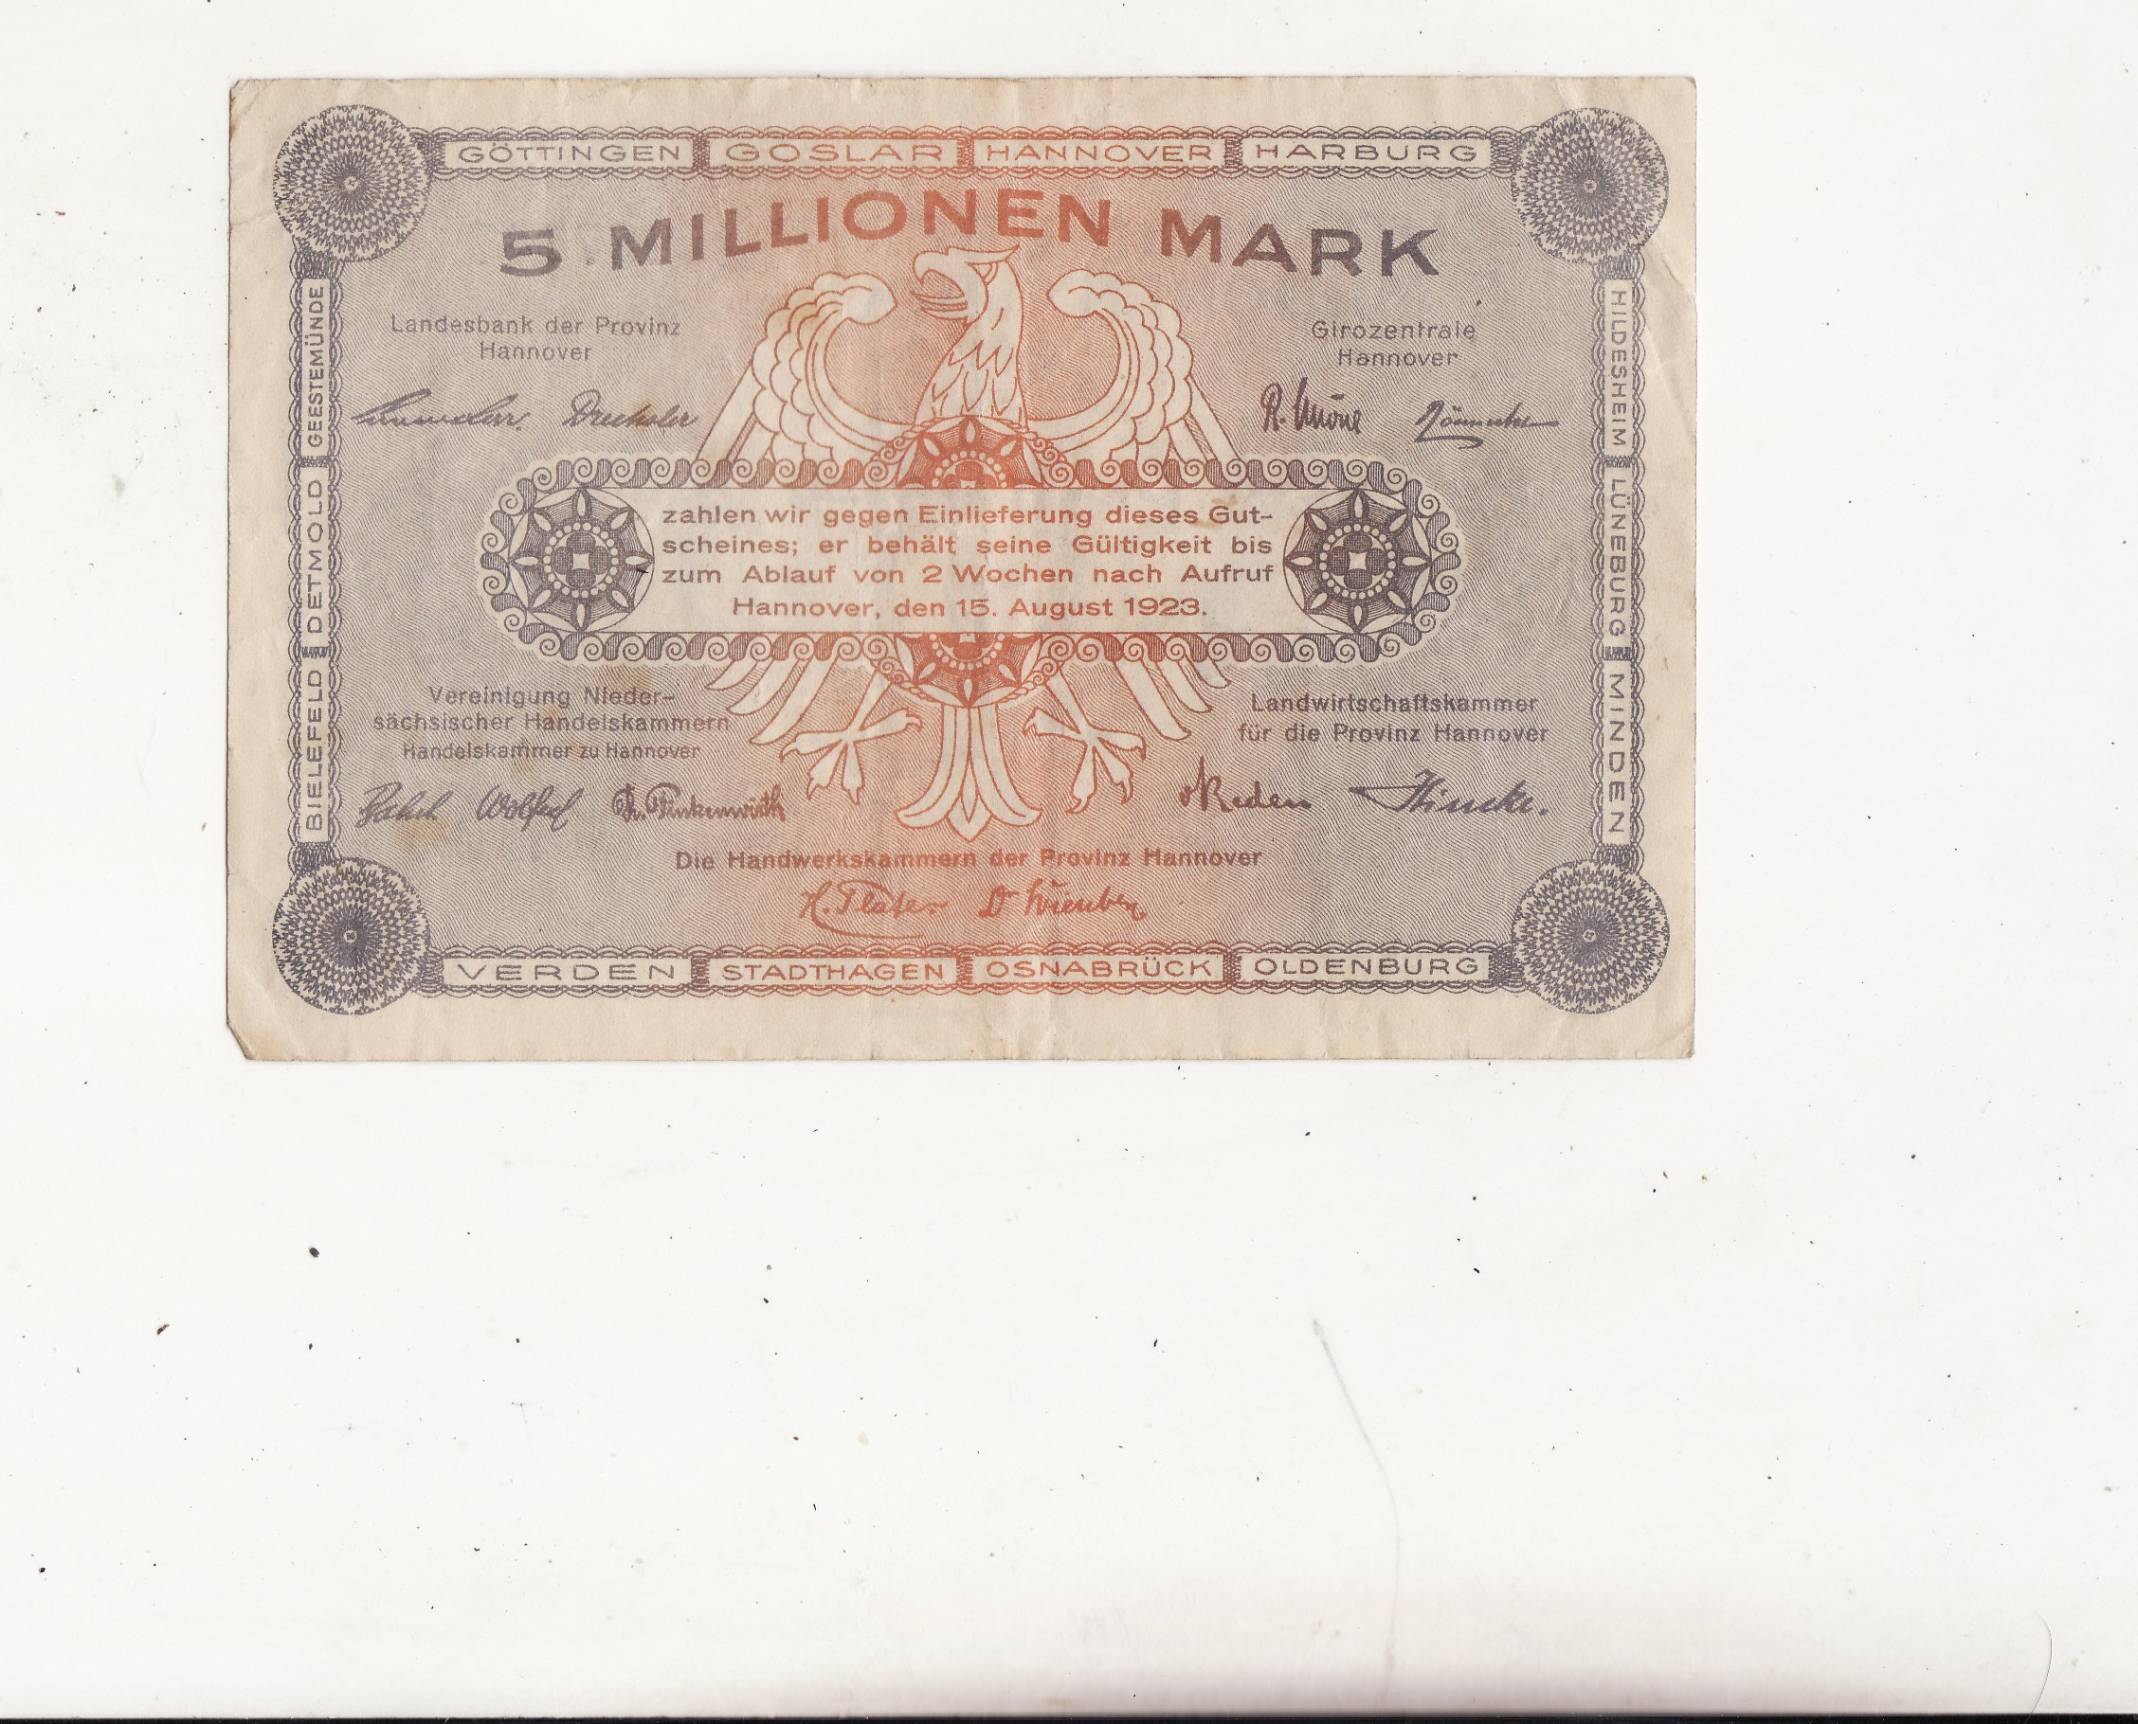 GÖTTINGEN GOSLAR HANNOVER HARBURG
5 MILLIONEN MARK
Landesbank der Provinz
Hannover
Girozentrale
Hannover
Drechsler
zahlen wir gegen Einlieferung dieses Gut-
scheines; er behält seine Gültigkeit bis
zum Ablauf von 2 Wochen nach Aufruf
Hannover, den 15. August 1923.
Vereinigung Nieder-
sächsischer Handelskammern
Handelskammer zu Hannover
Landwirtschaftskammer
für die Provinz Hannover
Die Handwerkskammern der Provinz Hannover
H. Plater
VERDEN STADTHAGEN OSNABRÜCK OLDENBURG
BIELEFELD DETMOLD GEESTEMÜNDE
HILDESHEIM LÜNEBURG MINDEN